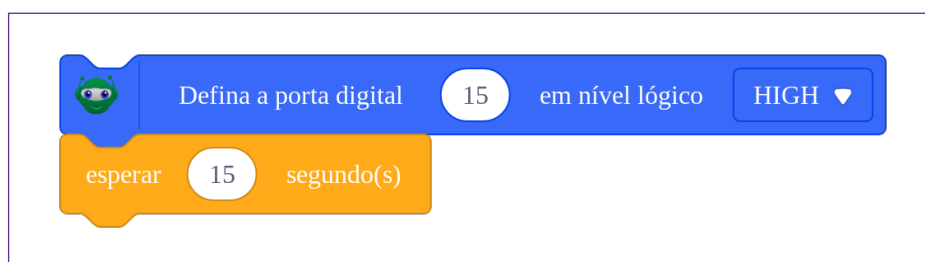 Defina a porta digital 15 em nível lógico HIGH
esperar 15 segundo(s)